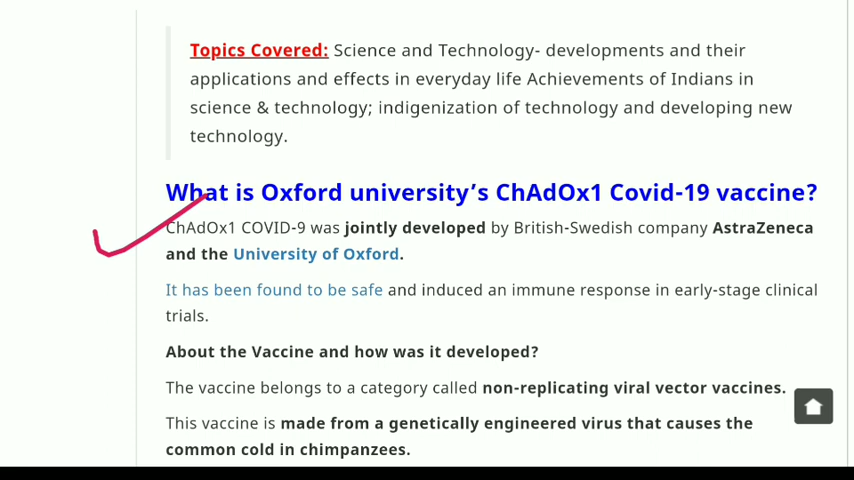 Topics Covered: Science and Technology- developments and their
applications and effects in everyday life Achievements of Indians in
science & technology; indigenization of technology and developing new
technology.
What is Oxford university's ChAdOx1 Covid-19 vaccine?
ChAdOx1 COVID-9 was jointly developed by British-Swedish company AstraZeneca
and the University of Oxford.
It has been found to be safe and induced an immune response in early-stage clinical
trials.
About the Vaccine and how was it developed?
The vaccine belongs to a category called non-replicating viral vector vaccines.
This vaccine is made from a genetically engineered virus that causes the
common cold in chimpanzees.